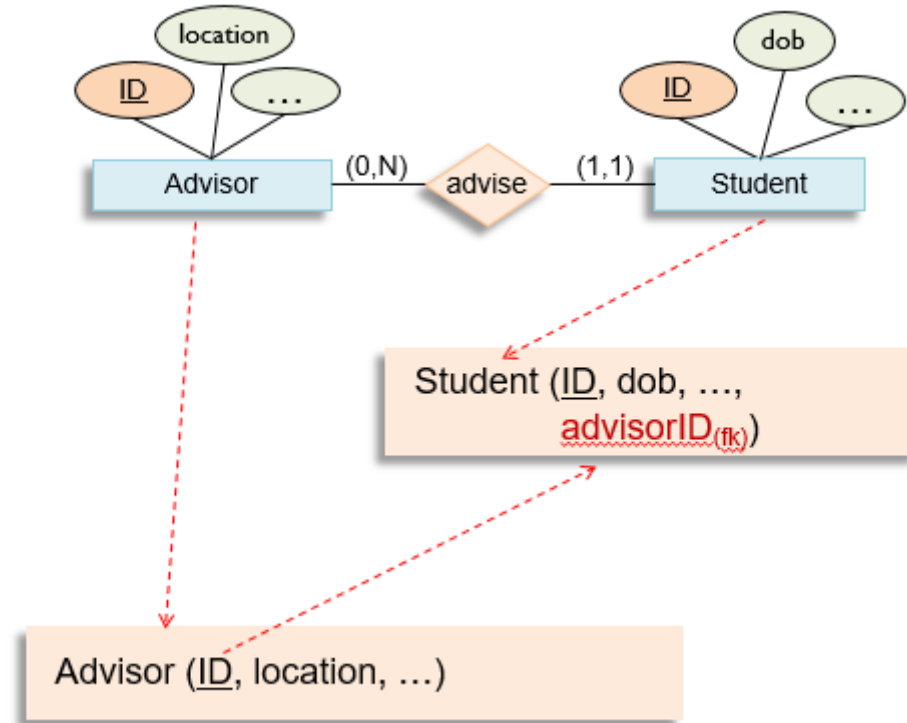 location
ID
...
dob
ID
...
Advisor
(0,N)
advise
(1,1)
Student
Student (ID, dob, ...,
advisorID(fk))
Advisor (ID, location, ...)